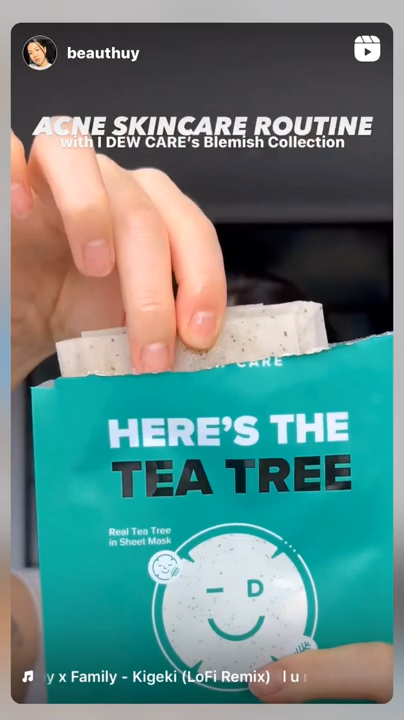 beauthuy
ACNE SKINCARE ROUTINE
with I DEW CARE's Blemish Collection
CARE
HERE'S THE
TEA TREE
Real Tea Tree
in Sheet Mask
D
y x Family - Kigeki (LoFi Remix) l u